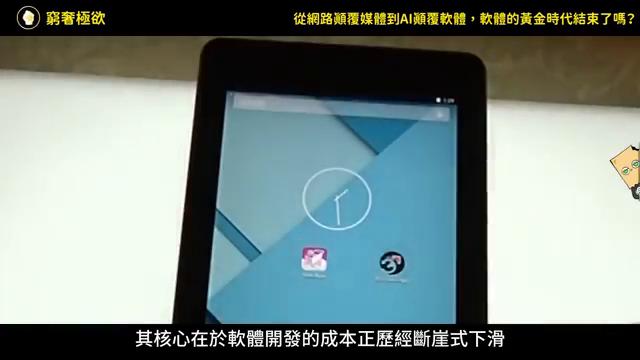 窮奢極欲
從網路顛覆媒體到AI顛覆軟體，軟體的黃金時代結束了嗎？
其核心在於軟體開發的成本正歷經斷崖式下滑